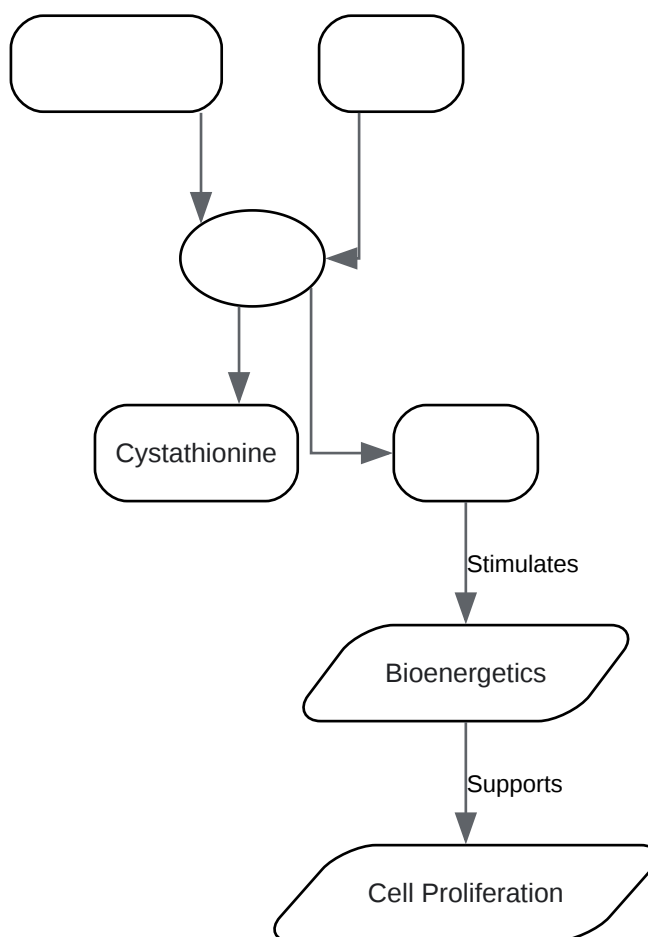 Cystathionine
Stimulates
Bioenergetics
Supports
Cell Proliferation